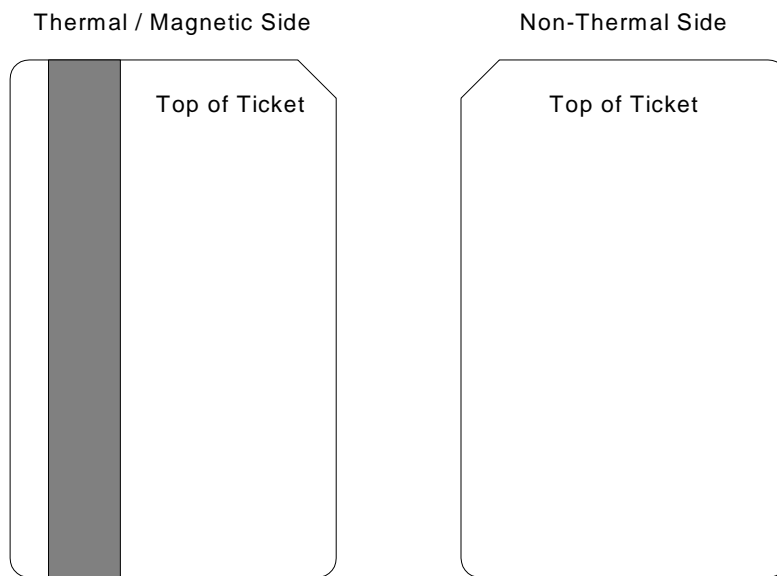 Thermal / Magnetic Side
Non-Thermal Side
Top of Ticket
Top of Ticket